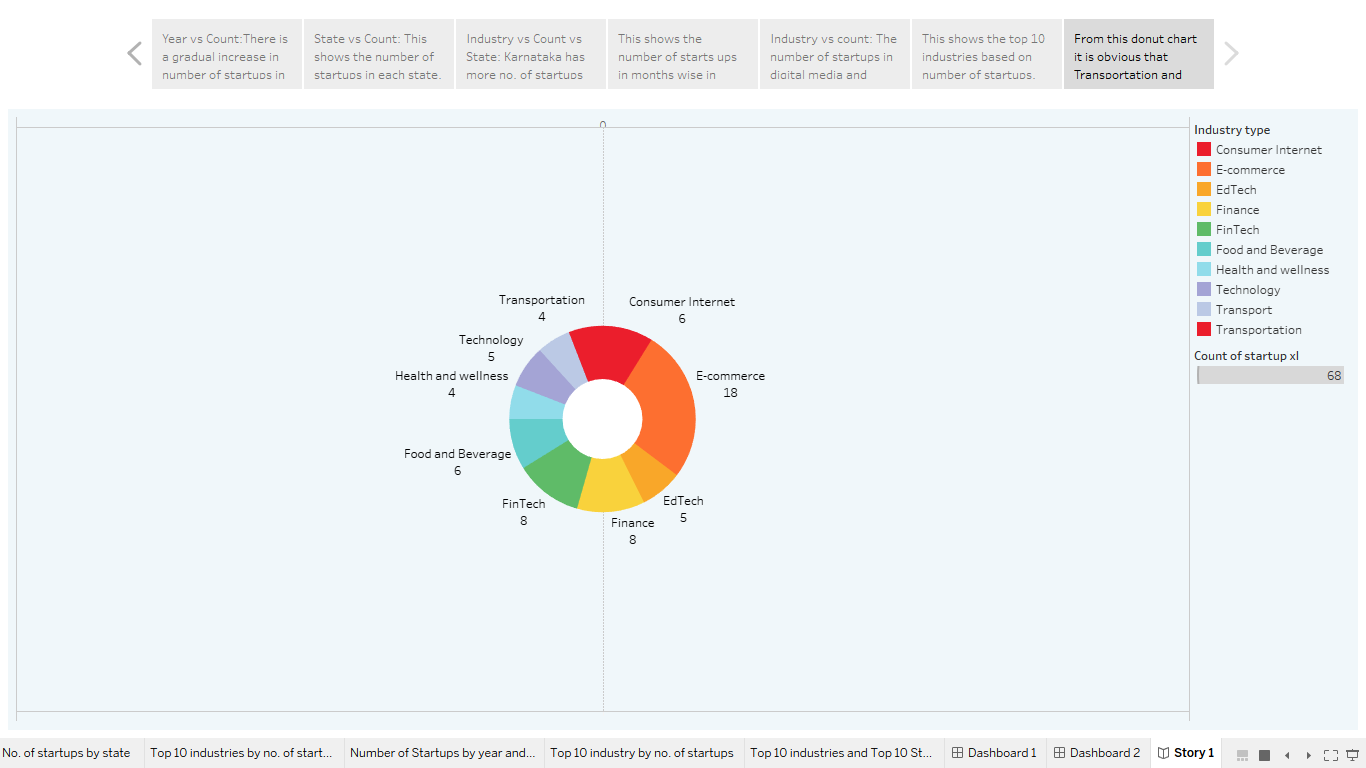 Year vs Count:There is
a gradual increase in
number of startups in
State vs Count: This
shows the number of
startups in each state.
Industry vs Count vs
State: Karnataka has
more no. of startups
This shows the
number of starts ups
in months wise in
Industry vs count: The
number of startups in
digital media and
This shows the top 10
industries based on
number of startups.
From this donut chart
it is obvious that
Transportation and
0
Industry type
Consumer Internet
E-commerce
EdTech
Finance
FinTech
Food and Beverage
Health and wellness
Technology
Transport
Transportation
Count of startup xl
68
Transportation
4
Consumer Internet
6
Technology
5
Health and wellness
4
E-commerce
18
Food and Beverage
6
FinTech
8
EdTech
5
Finance
8
No. of startups by state
Top 10 industries by no. of start...
Number of Startups by year and...
Top 10 industry by no. of startups
Top 10 industries and Top 10 St...
Dashboard 1
Dashboard 2
Story 1